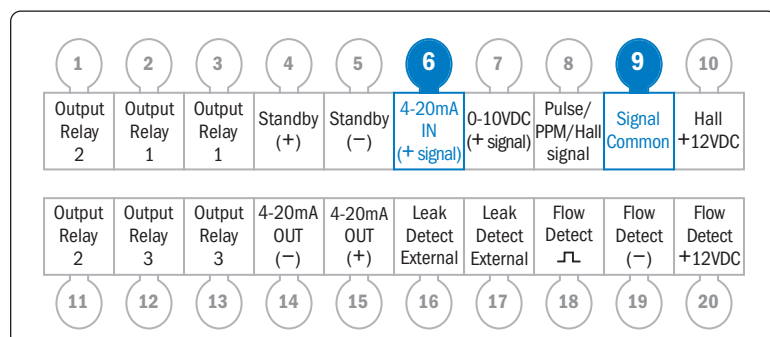 1 2 3 4 5 6 7 8 9 10
Output Relay 2
Output Relay 1
Output Relay 1
Standby (+)
Standby (−)
4-20mA IN (+ signal)
0-10VDC (+ signal)
Pulse/ PPM/Hall signal
Signal Common
Hall +12VDC
Output Relay 2
Output Relay 3
Output Relay 3
4-20mA OUT (−)
4-20mA OUT (+)
Leak Detect External
Leak Detect External
Flow Detect
Flow Detect (−)
Flow Detect +12VDC
11 12 13 14 15 16 17 18 19 20